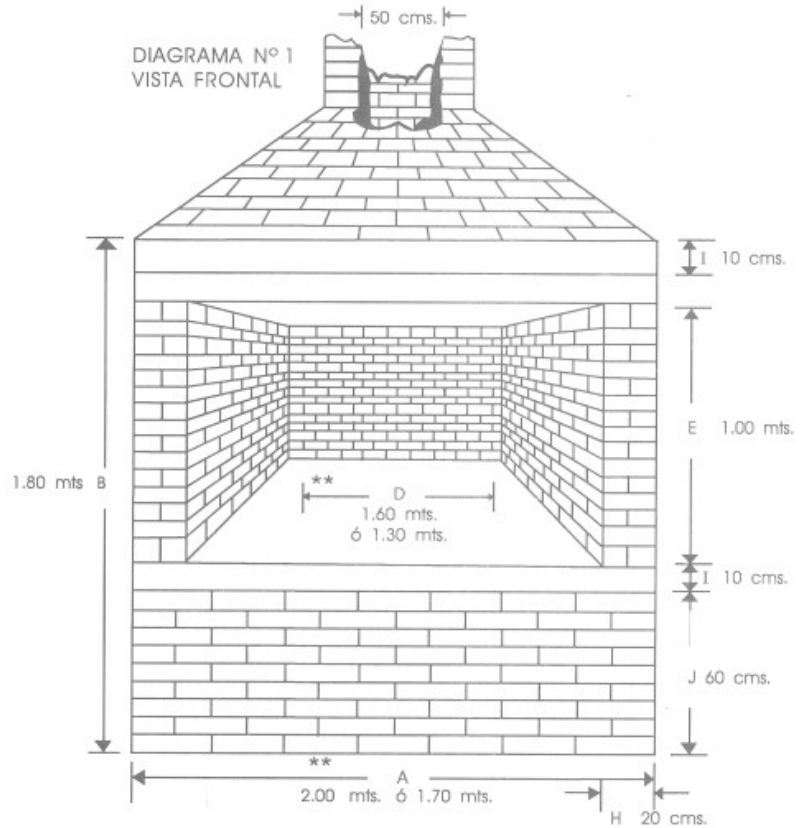 50 cms.
DIAGRAMA Nº 1
VISTA FRONTAL
I 10 cms.
E 1.00 mts.
1.80 mts B
**
D
1.60 mts.
ó 1.30 mts.
I 10 cms.
J 60 cms.
**
A
2.00 mts. ó 1.70 mts.
H 20 cms.